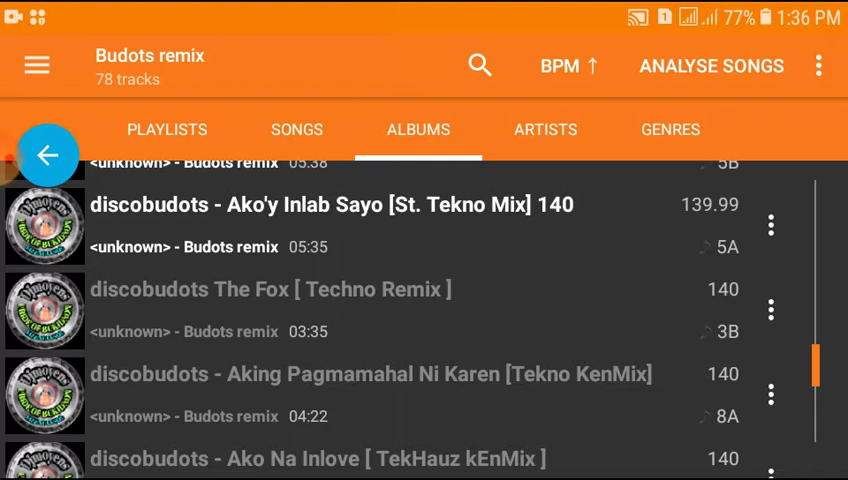 1 77% 1:36 PM
Budots remix
78 tracks
BPM ↑ ANALYSE SONGS
PLAYLISTS SONGS ALBUMS ARTISTS GENRES
<unknown> - Budots remix 05:38 5B
discobudots - Ako'y Inlab Sayo [St. Tekno Mix] 140 139.99
<unknown> - Budots remix 05:35 5A
discobudots The Fox [ Techno Remix ] 140
<unknown> - Budots remix 03:35 3B
discobudots - Aking Pagmamahal Ni Karen [Tekno KenMix] 140
<unknown> - Budots remix 04:22 8A
discobudots - Ako Na Inlove [ TekHauz kEnMix ] 140